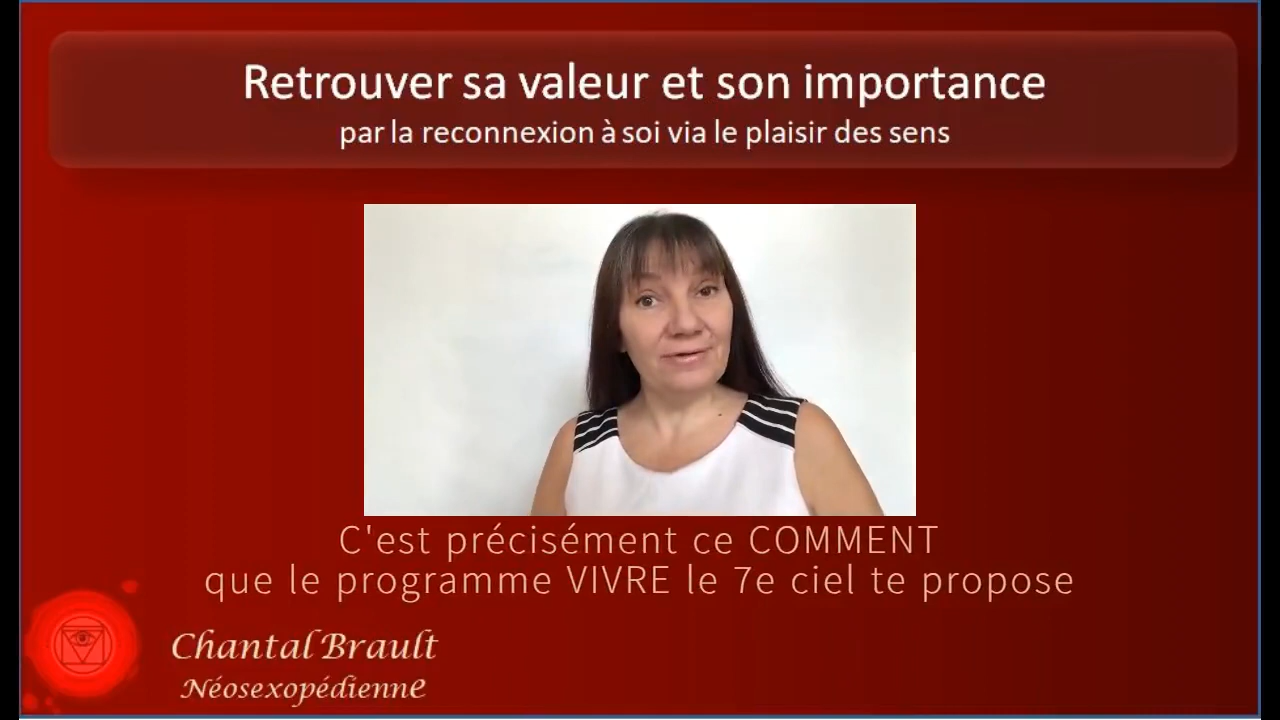 Retrouver sa valeur et son importance
par la reconnexion à soi via le plaisir des sens
C'est précisément ce COMMENT
que le programme VIVRE le 7e ciel te propose
Chantal Brault
Néosexopédienne